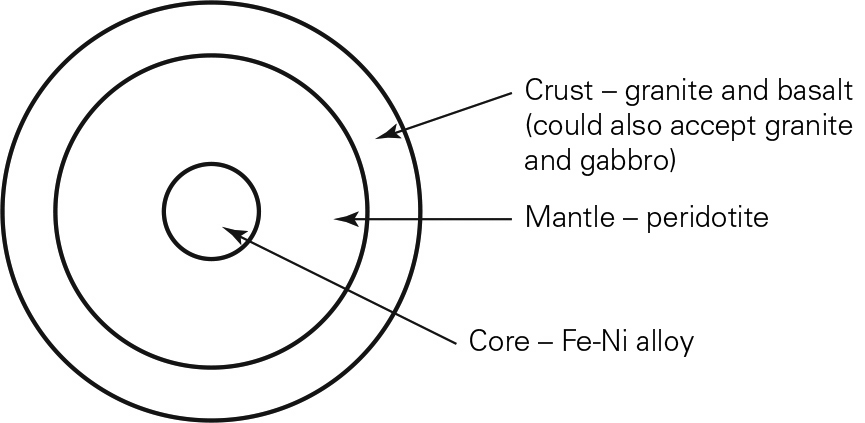 Crust – granite and basalt
(could also accept granite
and gabbro)
Mantle – peridotite
Core – Fe-Ni alloy